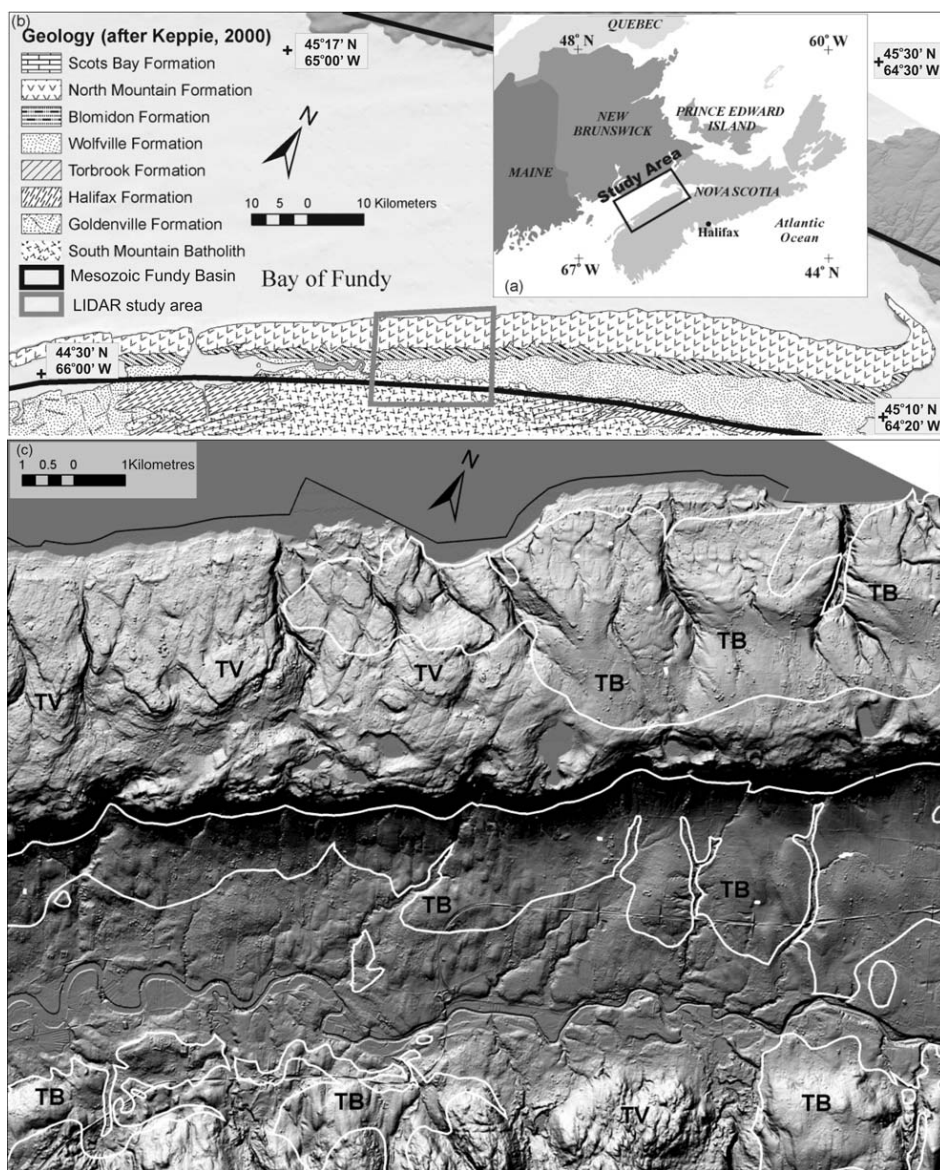 (b)
Geology (after Keppie, 2000)
Scots Bay Formation
North Mountain Formation
Blomidon Formation
Wolfville Formation
Torbrook Formation
Halifax Formation
Goldenville Formation
South Mountain Batholith
Mesozoic Fundy Basin
LIDAR study area
45°17' N
65°00' W
N
10 5 0 10 Kilometers
Bay of Fundy
QUEBEC
48° N
60° W
NEW
BRUNSWICK
PRINCE EDWARD
ISLAND
MAINE
Study Area
NOVA SCOTIA
Halifax
Atlantic
Ocean
67° W
44° N
(a)
45°30' N
64°30' W
44°30' N
66°00' W
45°10' N
64°20' W
(c)
1 0.5 0 1Kilometres
N
TB
TB
TV
TV
TV
TB
TB
TB
TB
TB
TV
TB